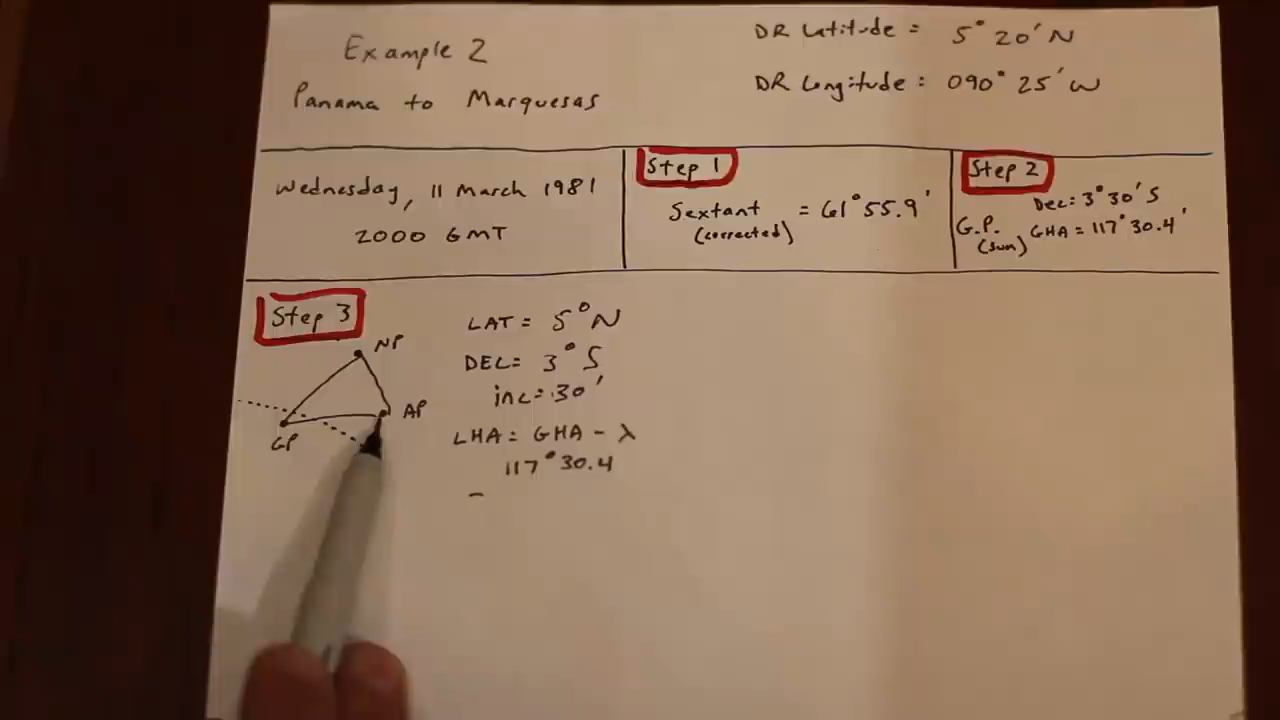 Example 2
Panama to Marquesas
DR Latitude = 5° 20' N
DR Longitude: 090° 25' W
Wednesday, 11 March 1981
2000 GMT
Step 1
Sextant = 61° 55.9'
(corrected)
Step 2
Dec: 3° 30' S
G.P. GHA = 117° 30.4'
(sun)
Step 3
NP
AP
GP
LAT = 5° N
DEC= 3° S
inc= 30'
LHA = GHA - λ
117° 30.4
-